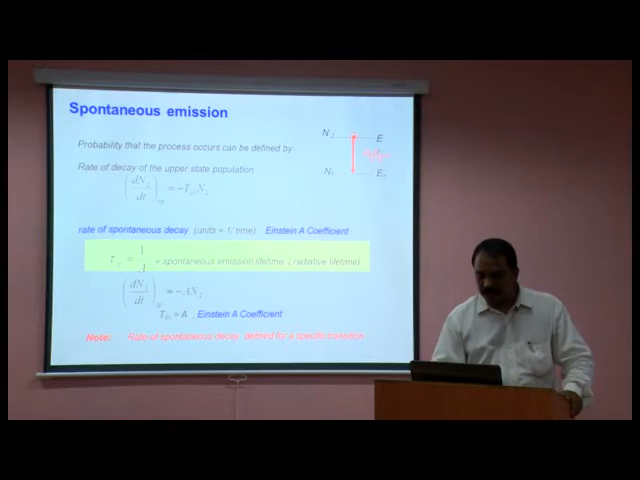 Spontaneous emission
N₂ E
Probability that the process occurs can be defined by
Rate of decay of the upper state population
N₁ E₁
(dN₂/dt)sp = −T₂₁N₂
rate of spontaneous decay (units = 1/ time) Einstein A Coefficient
τsp = 1/A = spontaneous emission lifetime ( radiative lifetime)
(dN₂/dt)sp = −AN₂
T₂₁ = A , Einstein A Coefficient
Note: Rate of spontaneous decay defined for a specific transition